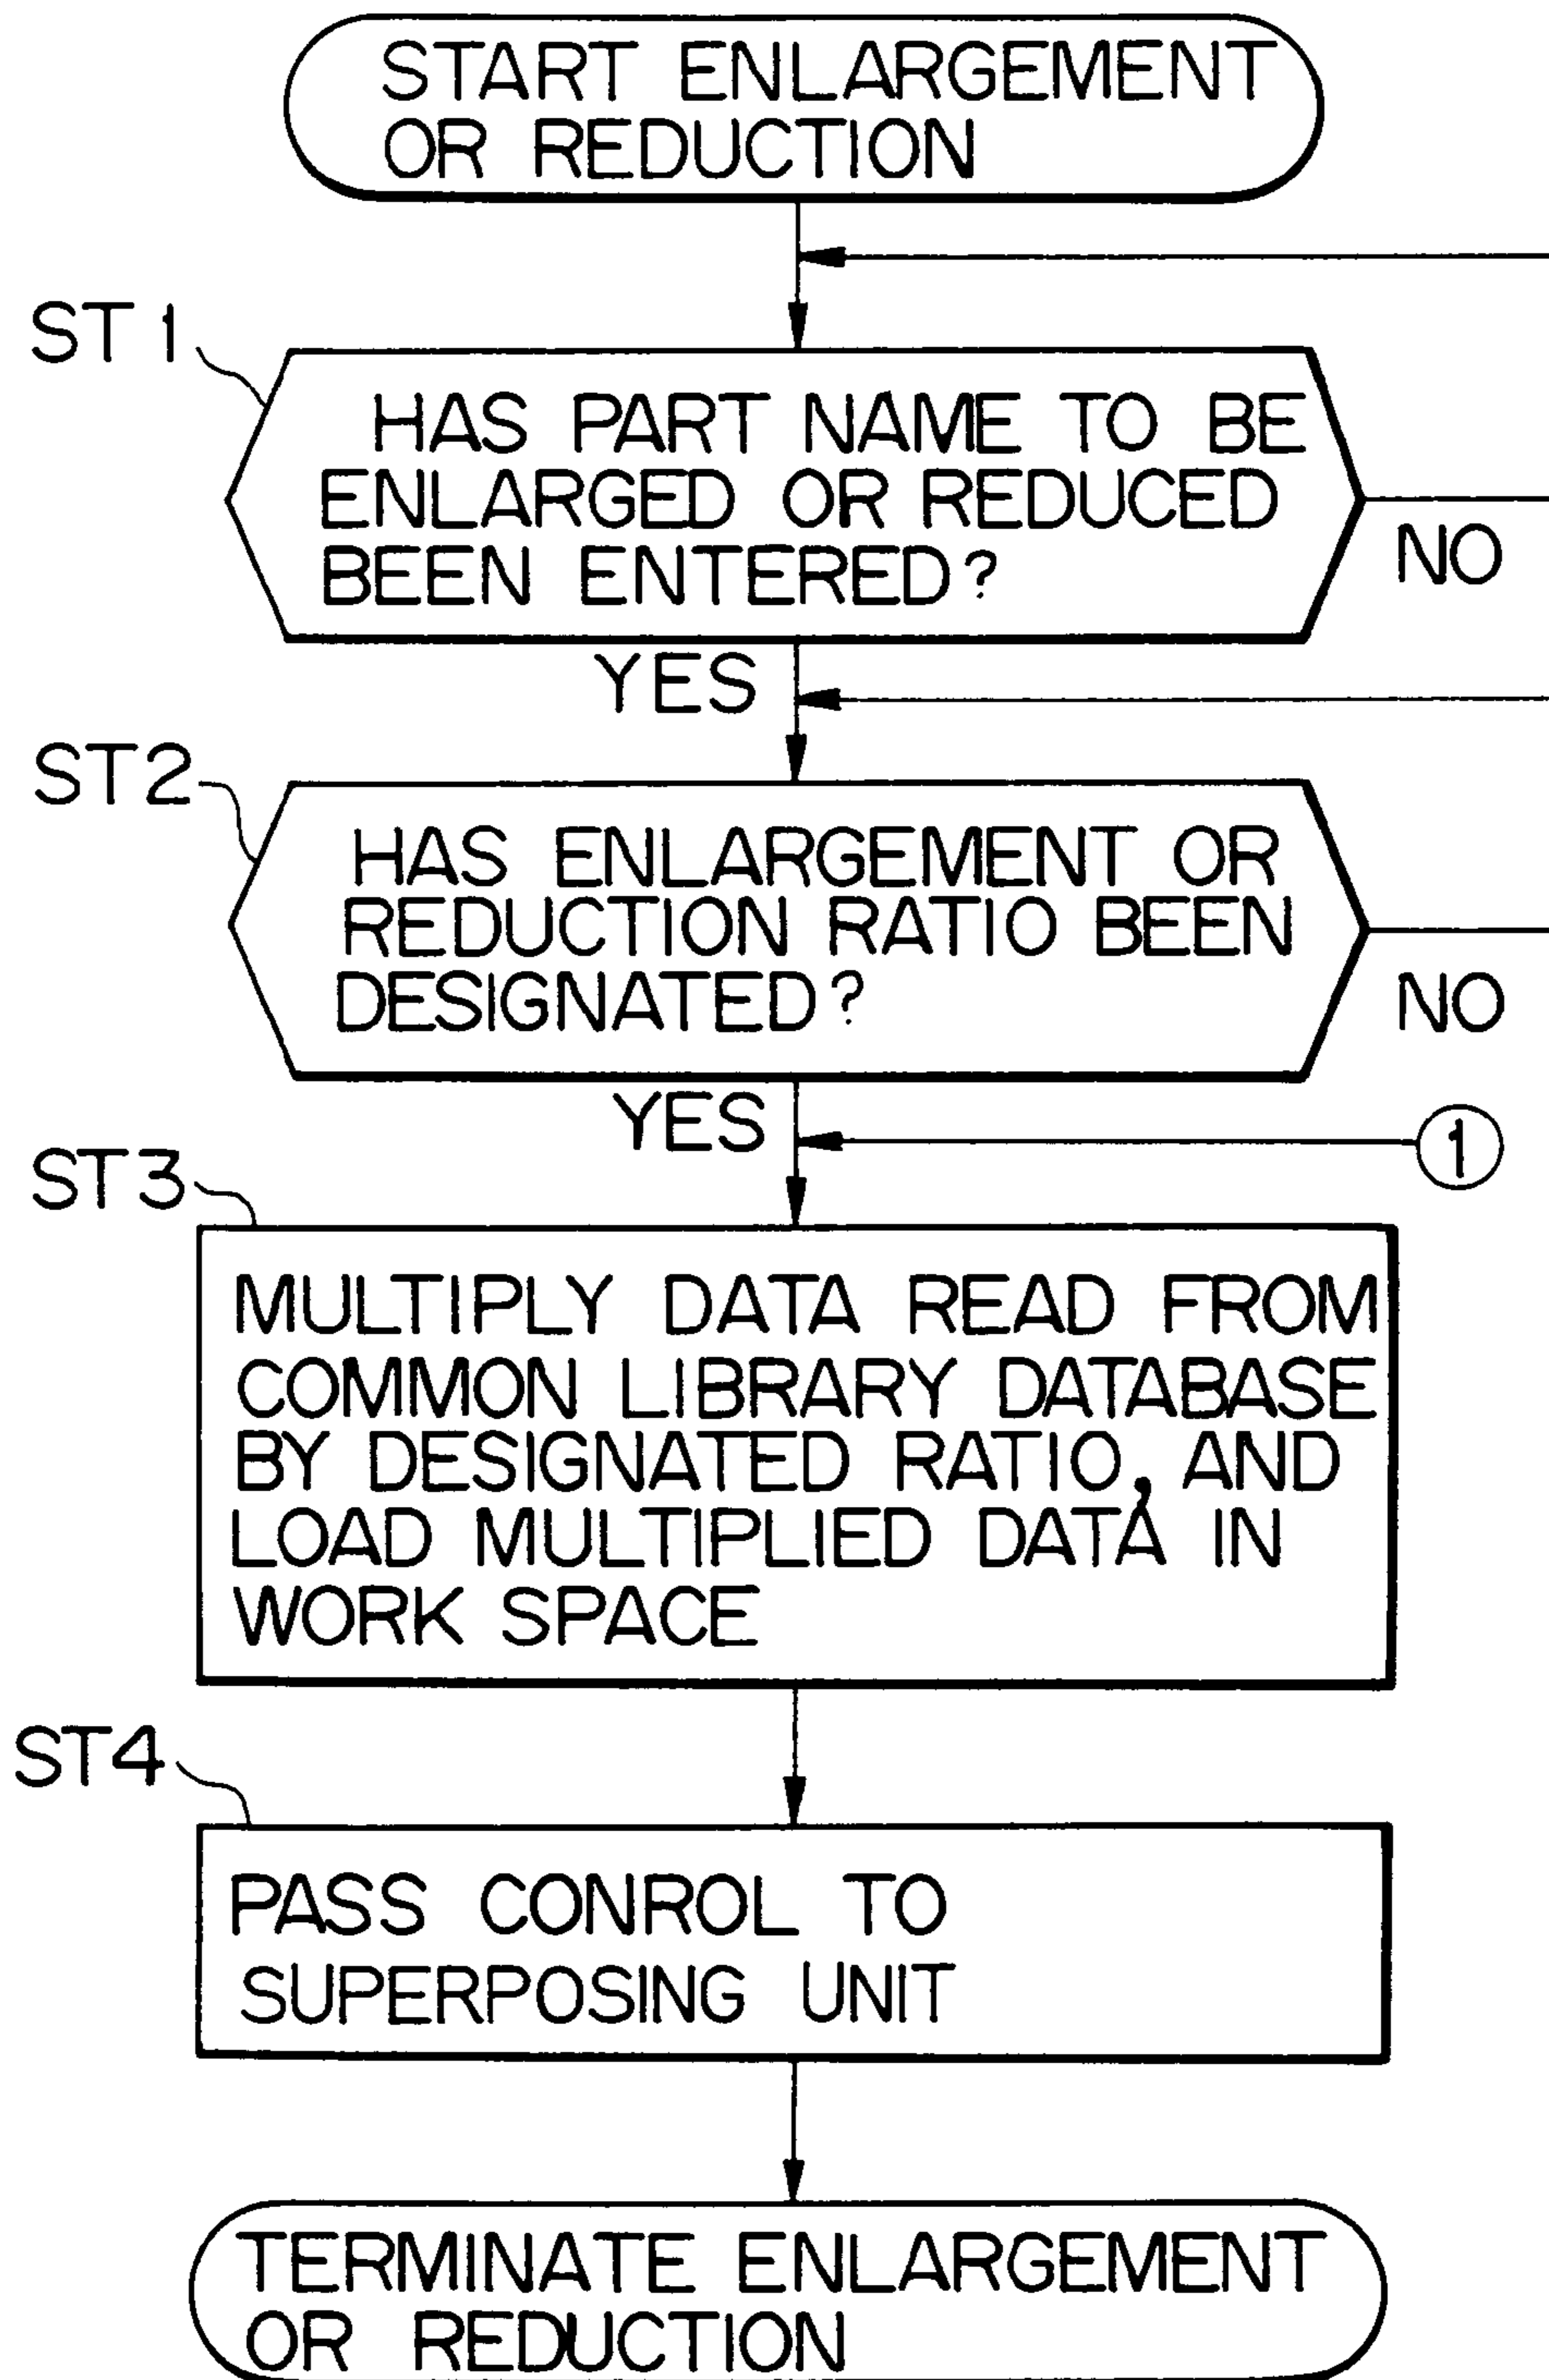 START ENLARGEMENT
OR REDUCTION
ST 1
HAS PART NAME TO BE
ENLARGED OR REDUCED
BEEN ENTERED?
NO
YES
ST2
HAS ENLARGEMENT OR
REDUCTION RATIO BEEN
DESIGNATED?
NO
YES
1
ST3
MULTIPLY DATA READ FROM
COMMON LIBRARY DATABASE
BY DESIGNATED RATIO, AND
LOAD MULTIPLIED DATA IN
WORK SPACE
ST4
PASS CONROL TO
SUPERPOSING UNIT
TERMINATE ENLARGEMENT
OR REDUCTION